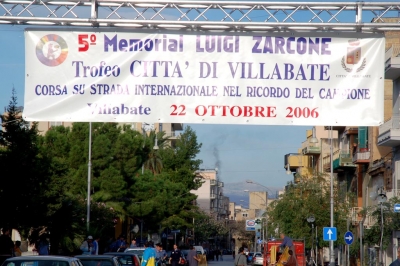 5° Memorial LUIGI ZARCONE
Trofeo CITTA' DI VILLABATE
CORSA SU STRADA INTERNAZIONALE NEL RICORDO DEL CAMPIONE
Villabate 22 OTTOBRE 2006